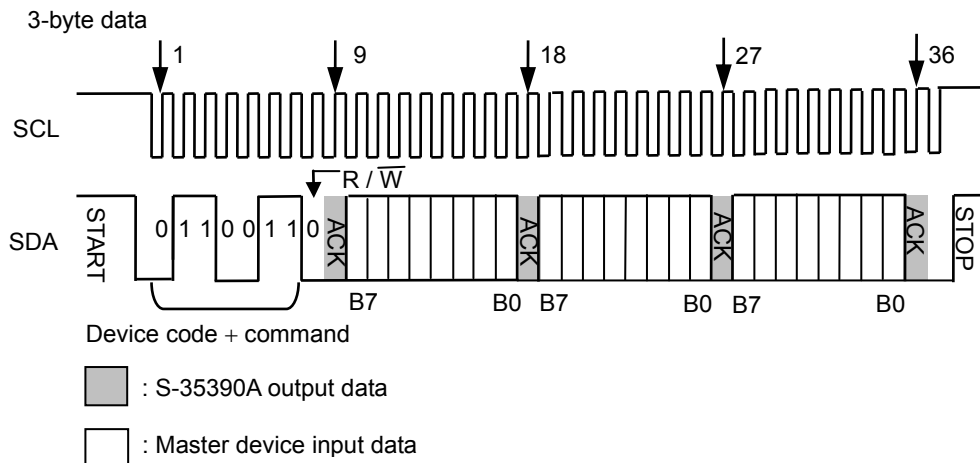 3-byte data
1 9 18 27 36
SCL
R / W̅
SDA START 0 1 1 0 0 1 1 0 ACK ACK ACK ACK STOP
B7 B0 B7 B0 B7 B0
Device code + command
: S-35390A output data
: Master device input data